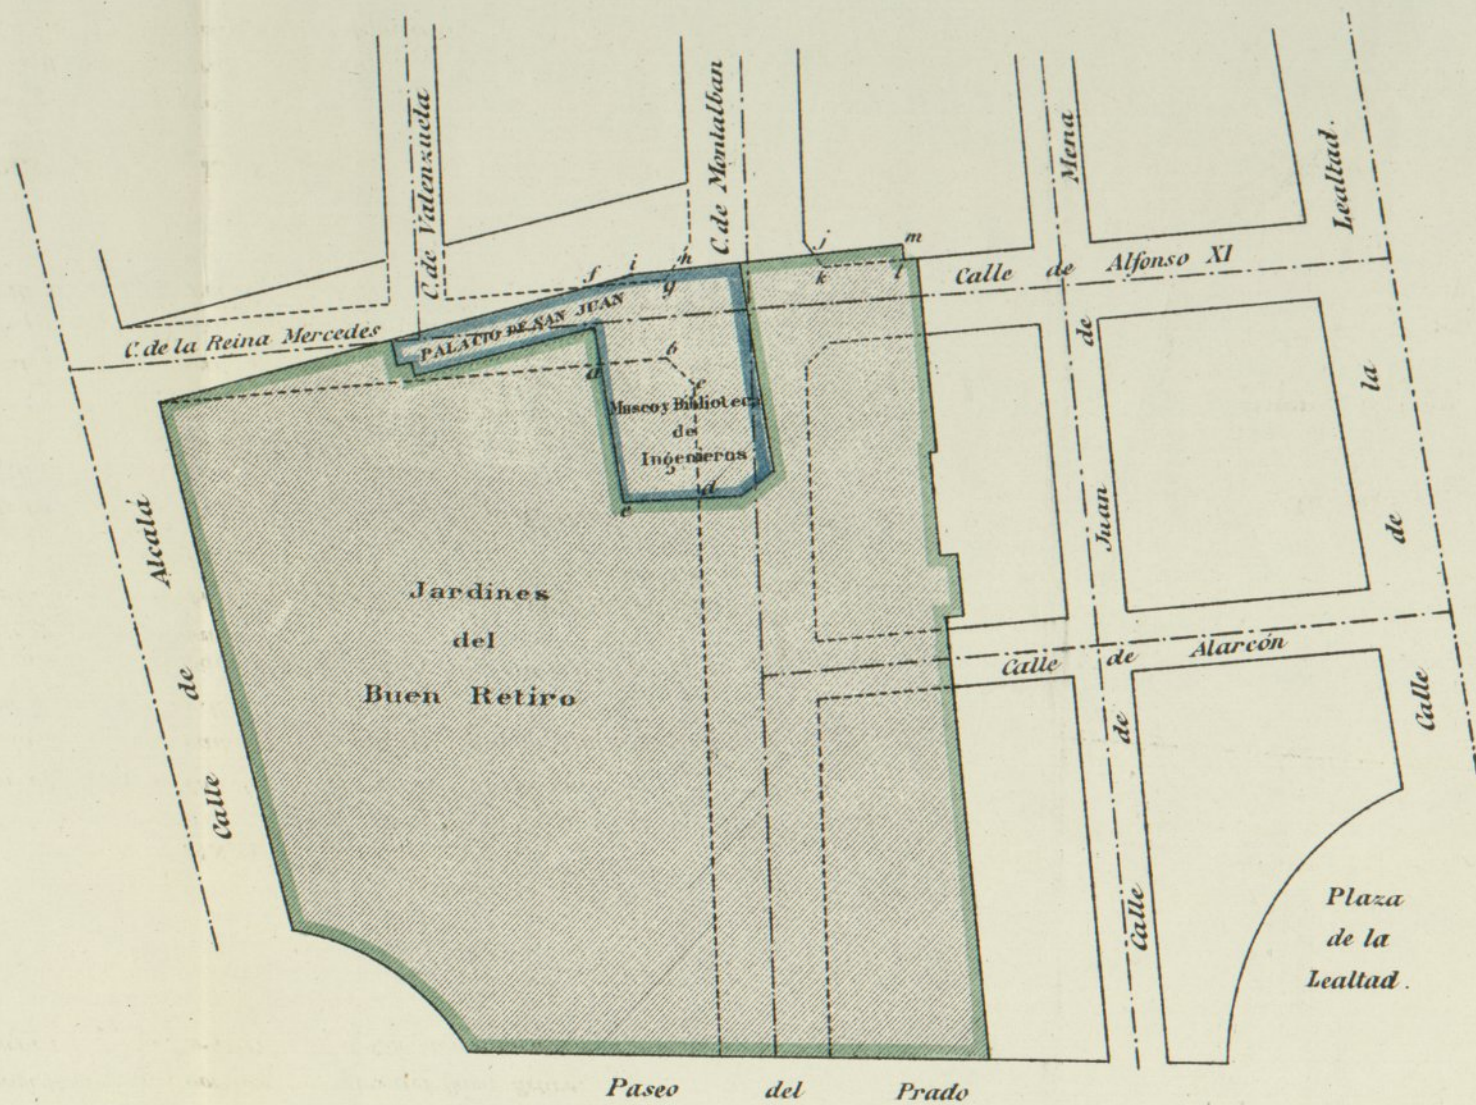 C. de Valenzuela
C. de Montalban
Mena
Lealtad.
C. de la Reina Mercedes
PALACIO DE SAN JUAN
f
i
h
g
j
k
l
m
Calle de Alfonso XI
a
b
c
d
e
Museo y Biblioteca
de
Ingenieros
Alcalá
de
Calle
Jardines
del
Buen Retiro
de
Juan
de
Calle
la
de
Calle
Calle de Alarcón
Plaza
de la
Lealtad.
Paseo del Prado